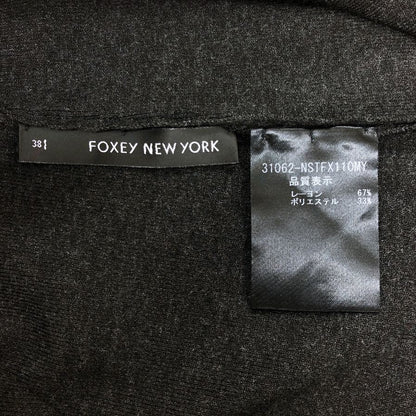 38
FOXEY NEW YORK
31062-NSTFX110MY
品質表示
レーヨン 67%
ポリエステル 33%